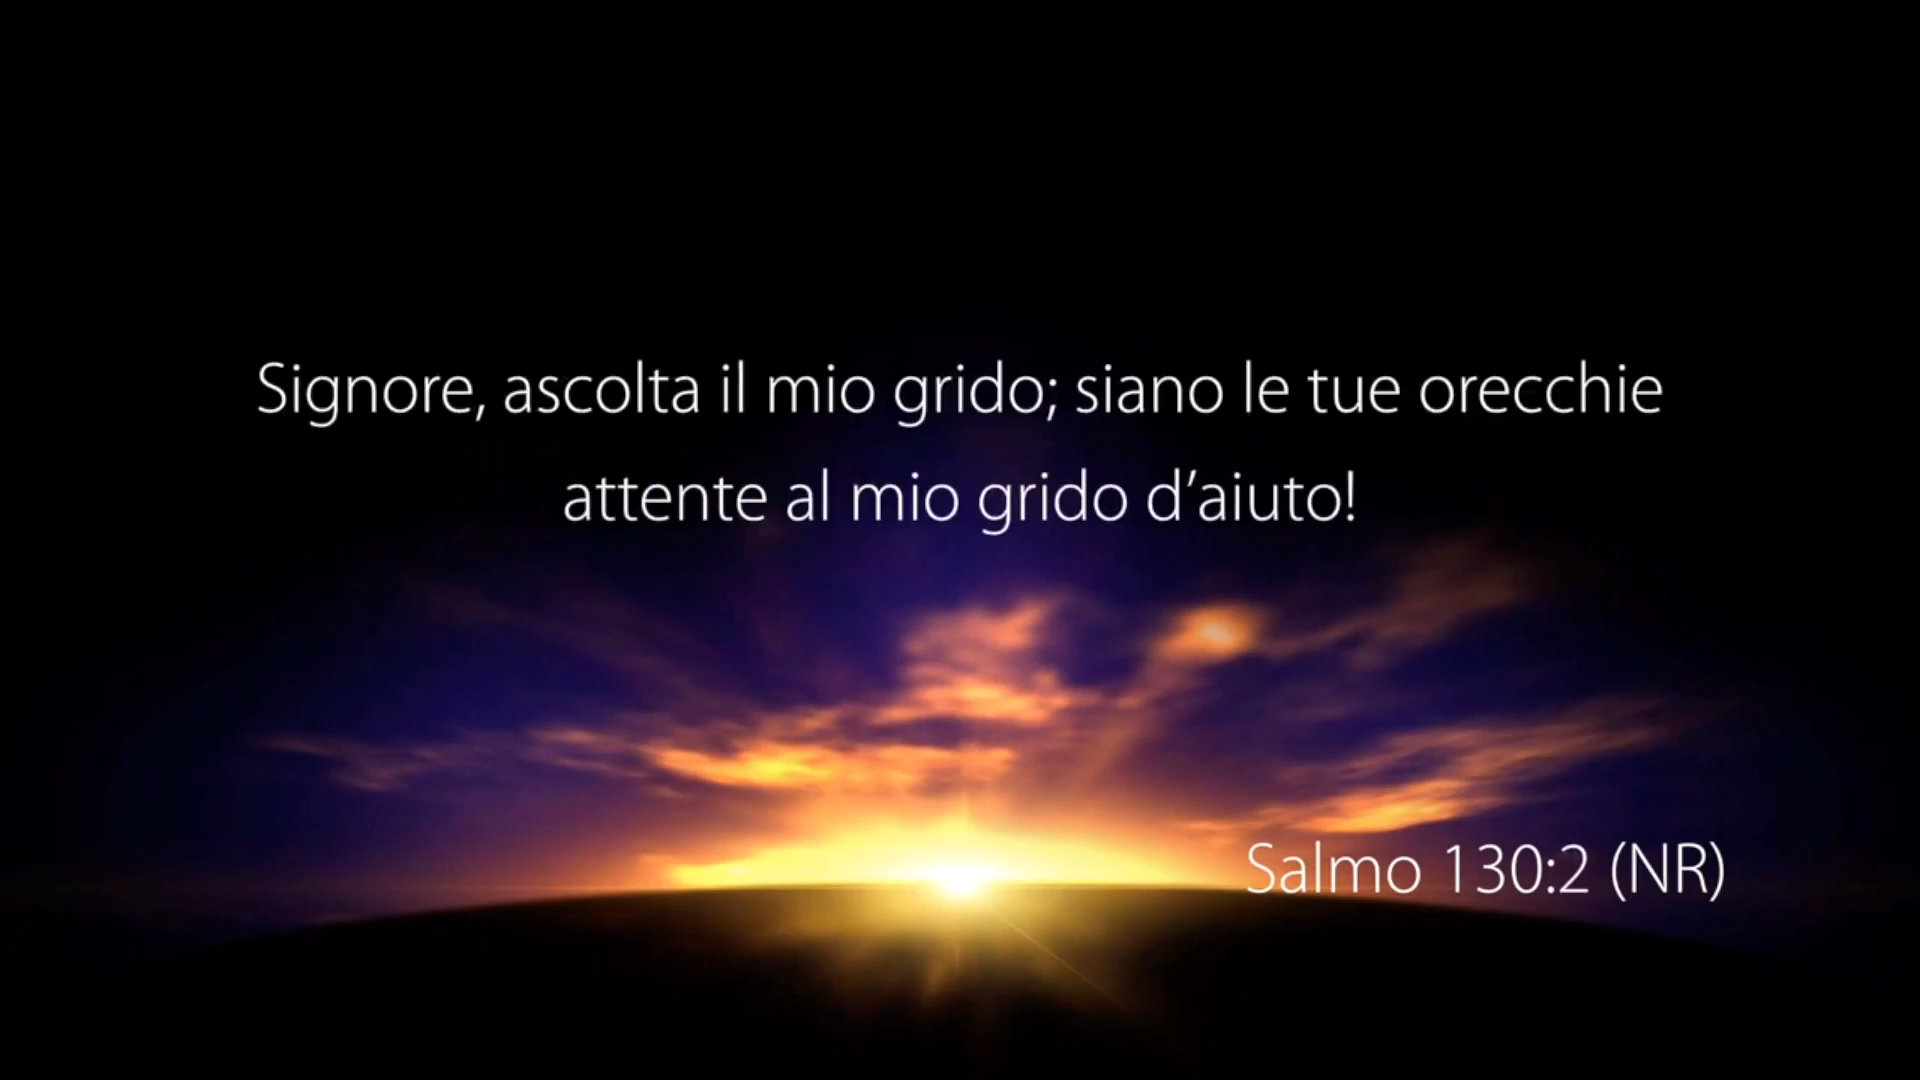 Signore, ascolta il mio grido; siano le tue orecchie
attente al mio grido d’aiuto!
Salmo 130:2 (NR)